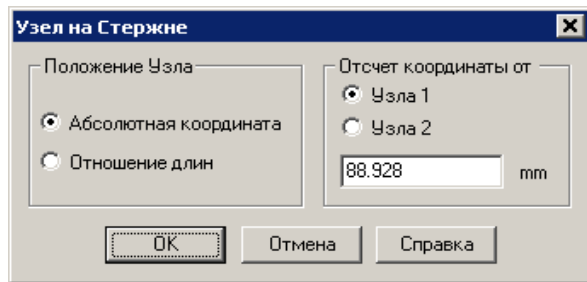 Узел на Стержне
Положение Узла
Абсолютная координата
Отношение длин
Отсчет координаты от
Узла 1
Узла 2
88.928 mm
OK Отмена Справка